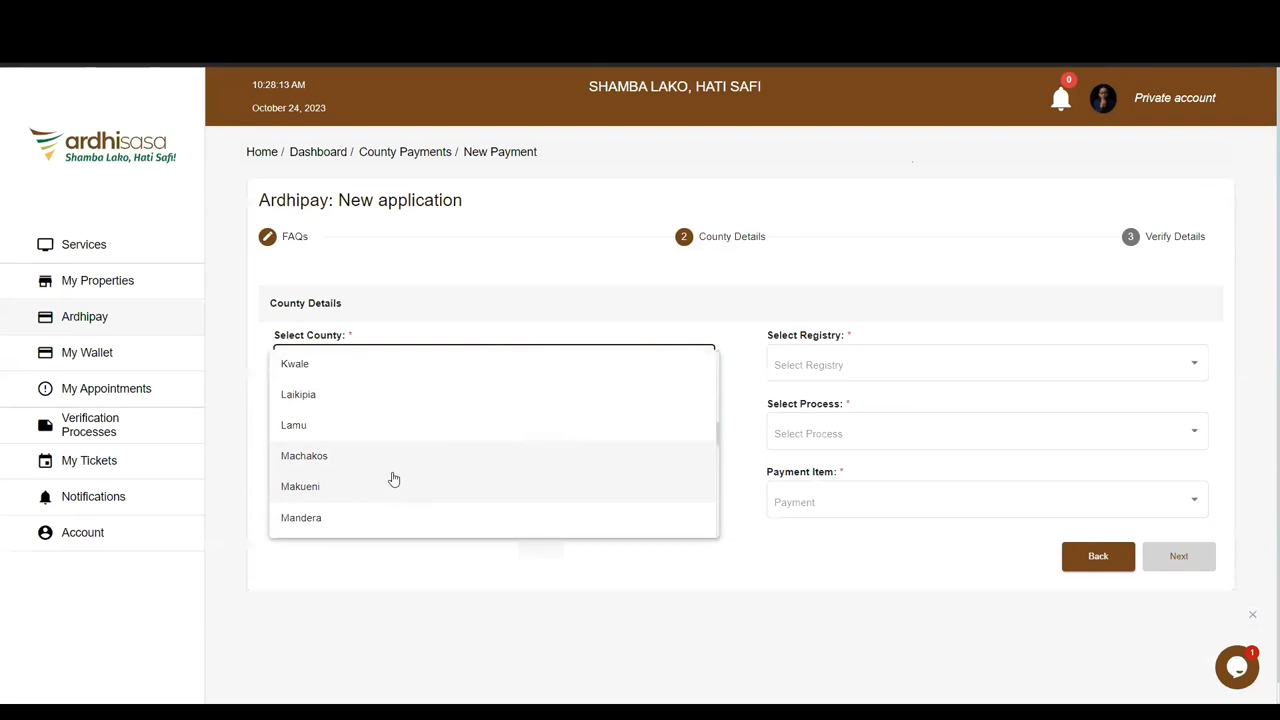 10:28:13 AM
October 24, 2023
SHAMBA LAKO, HATI SAFI
0
Private account
ardhisasa
Shamba Lako, Hati Safi!
Services
My Properties
Ardhipay
My Wallet
My Appointments
Verification
Processes
My Tickets
Notifications
Account
Home / Dashboard / County Payments / New Payment
Ardhipay: New application
FAQs
2 County Details
3 Verify Details
County Details
Select County: *
Kwale
Laikipia
Lamu
Machakos
Makueni
Mandera
Select Registry: *
Select Registry
Select Process: *
Select Process
Payment Item: *
Payment
Back
Next
1